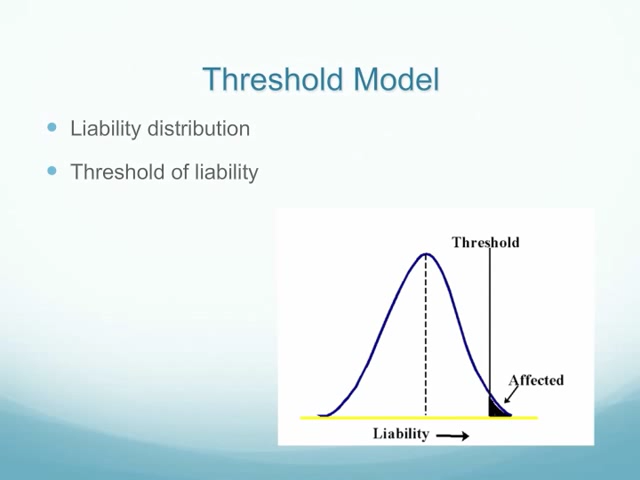 Threshold Model
Liability distribution
Threshold of liability
Threshold
Affected
Liability